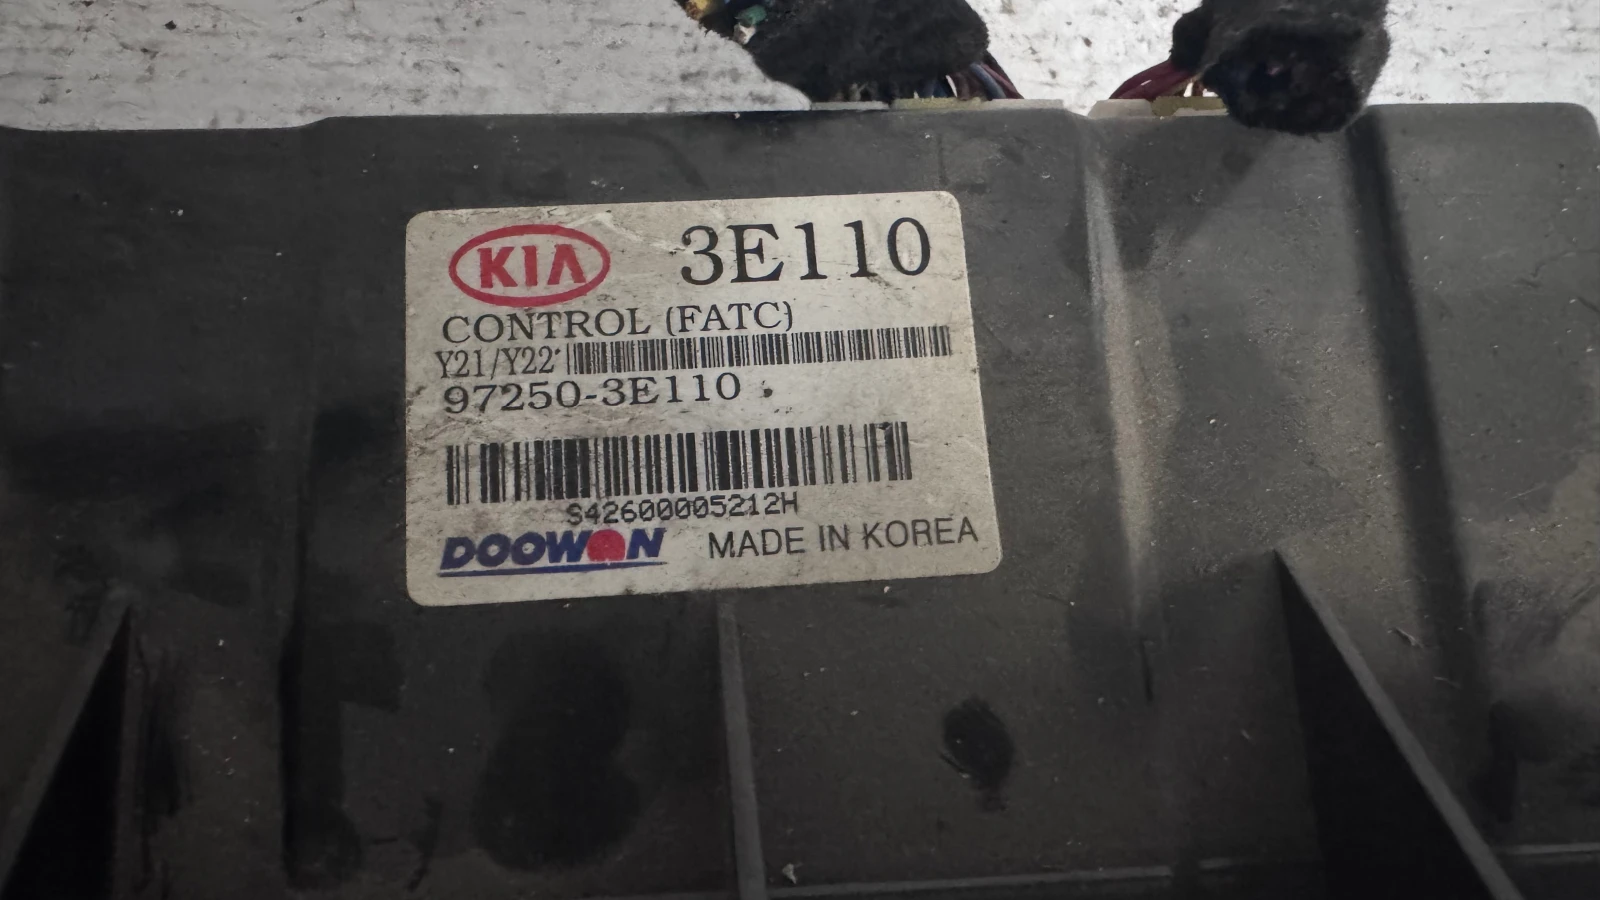 KIA 3E110
CONTROL (FATC)
Y21/Y22
97250-3E110
S42600005212H
DOOWON MADE IN KOREA